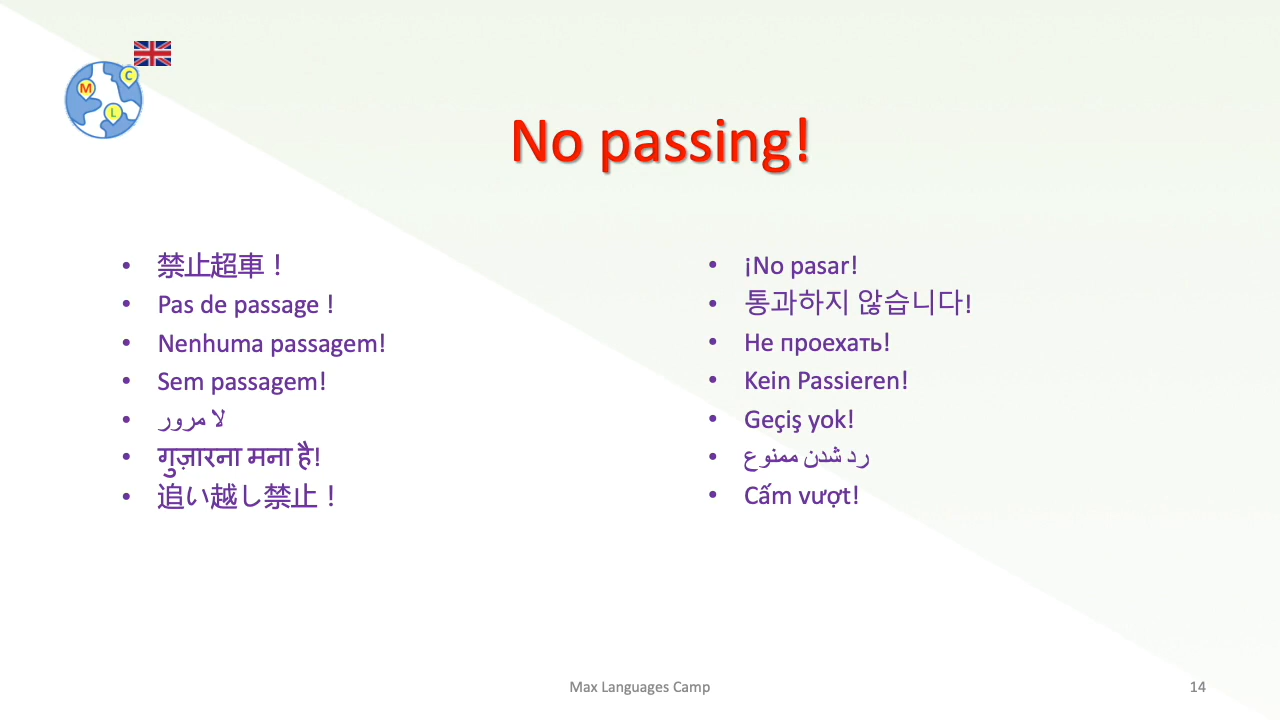 M
C
L
No passing!
禁止超車！
Pas de passage !
Nenhuma passagem!
Sem passagem!
لا مرور
गुज़ारना मना है!
追い越し禁止！
¡No pasar!
통과하지 않습니다!
Не проехать!
Kein Passieren!
Geçiş yok!
رد شدن ممنوع
Cấm vượt!
Max Languages Camp
14